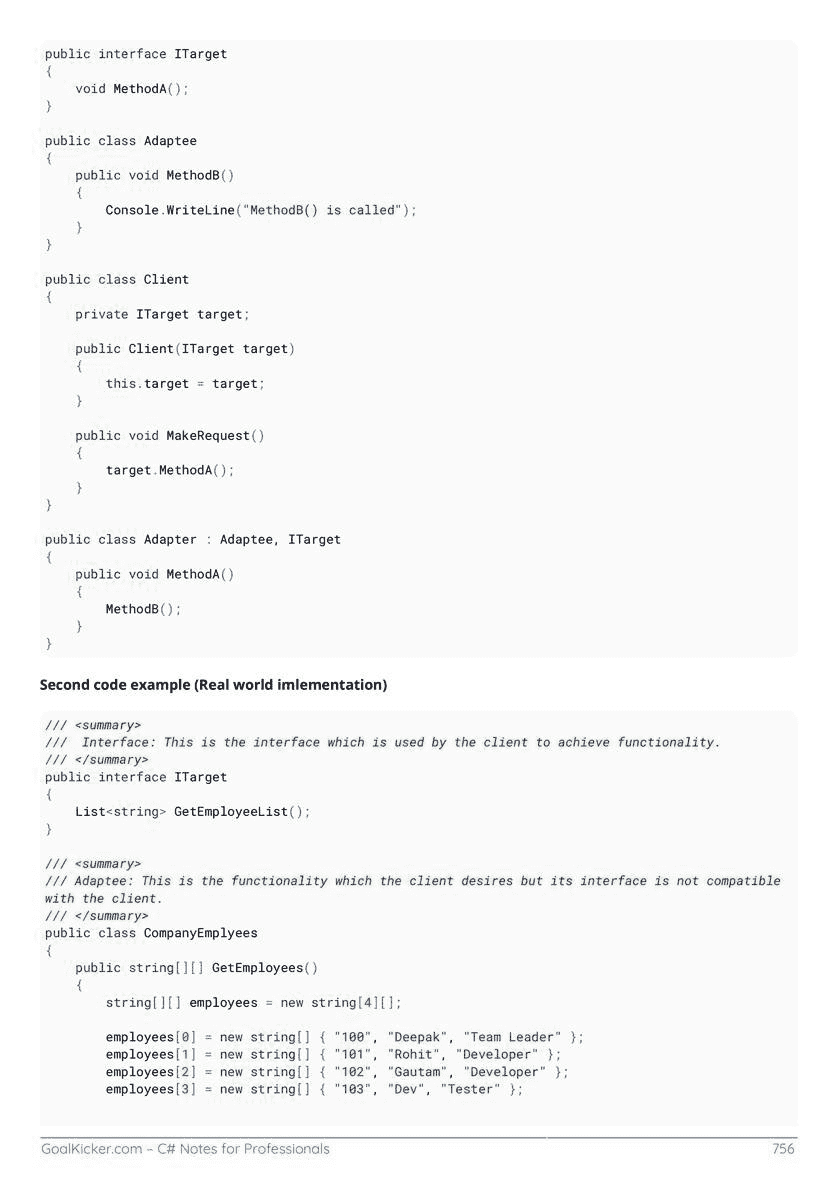 public interface ITarget
{
    void MethodA();
}

public class Adaptee
{
    public void MethodB()
    {
        Console.WriteLine("MethodB() is called");
    }
}

public class Client
{
    private ITarget target;

    public Client(ITarget target)
    {
        this.target = target;
    }

    public void MakeRequest()
    {
        target.MethodA();
    }
}

public class Adapter : Adaptee, ITarget
{
    public void MethodA()
    {
        MethodB();
    }
}

Second code example (Real world imlementation)

/// <summary>
///  Interface: This is the interface which is used by the client to achieve functionality.
/// </summary>
public interface ITarget
{
    List<string> GetEmployeeList();
}

/// <summary>
/// Adaptee: This is the functionality which the client desires but its interface is not compatible
with the client.
/// </summary>
public class CompanyEmplyees
{
    public string[][] GetEmployees()
    {
        string[][] employees = new string[4][];

        employees[0] = new string[] { "100", "Deepak", "Team Leader" };
        employees[1] = new string[] { "101", "Rohit", "Developer" };
        employees[2] = new string[] { "102", "Gautam", "Developer" };
        employees[3] = new string[] { "103", "Dev", "Tester" };

GoalKicker.com – C# Notes for Professionals 756